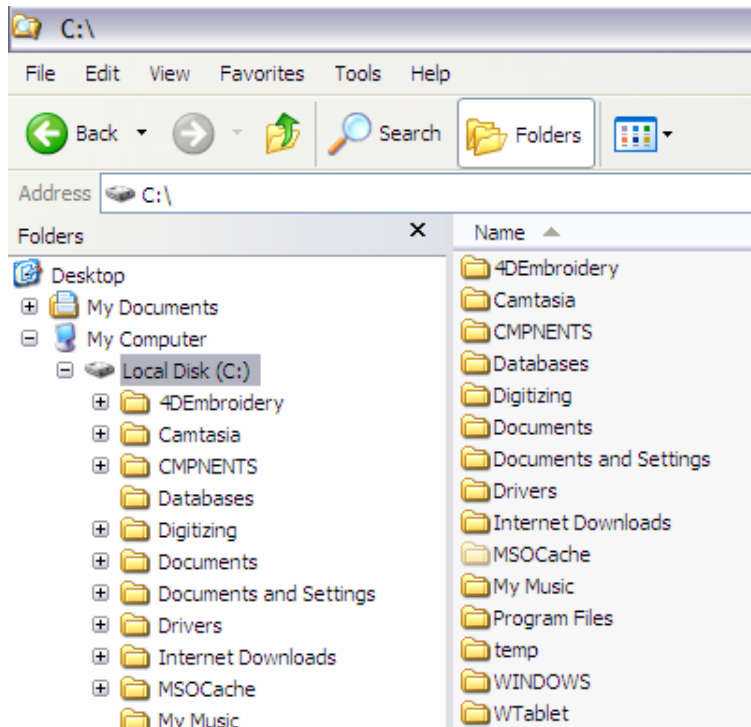 C:\
File Edit View Favorites Tools Help
Back Search Folders
Address C:\
Folders
Desktop
My Documents
My Computer
Local Disk (C:)
4DEmbroidery
Camtasia
CMPNENTS
Databases
Digitizing
Documents
Documents and Settings
Drivers
Internet Downloads
MSOCache
My Music
Name
4DEmbroidery
Camtasia
CMPNENTS
Databases
Digitizing
Documents
Documents and Settings
Drivers
Internet Downloads
MSOCache
My Music
Program Files
temp
WINDOWS
WTablet